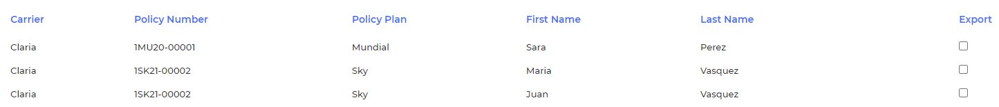 Carrier Policy Number Policy Plan First Name Last Name Export
Claria 1MU20-00001 Mundial Sara Perez
Claria 1SK21-00002 Sky Maria Vasquez
Claria 1SK21-00002 Sky Juan Vasquez